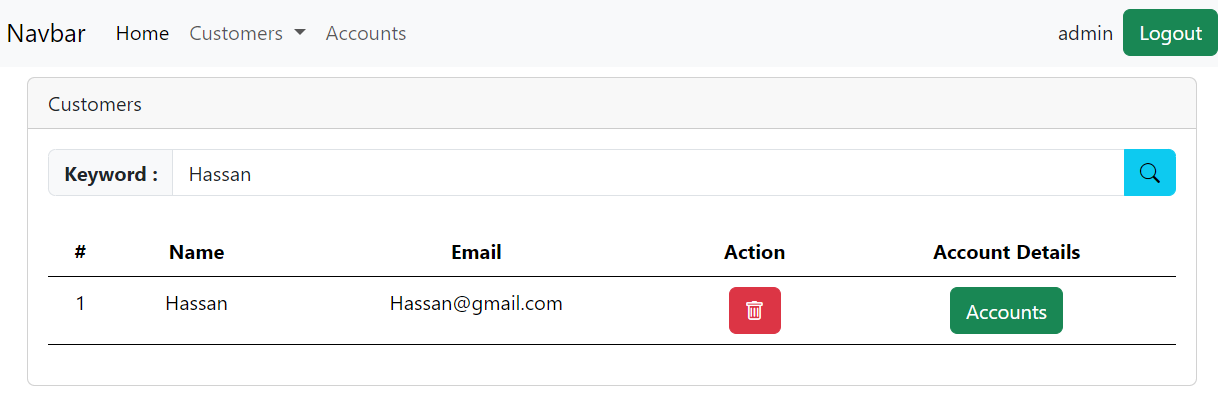 Navbar Home Customers Accounts admin Logout
Customers
Keyword : Hassan
# Name Email Action Account Details
1 Hassan Hassan@gmail.com Accounts